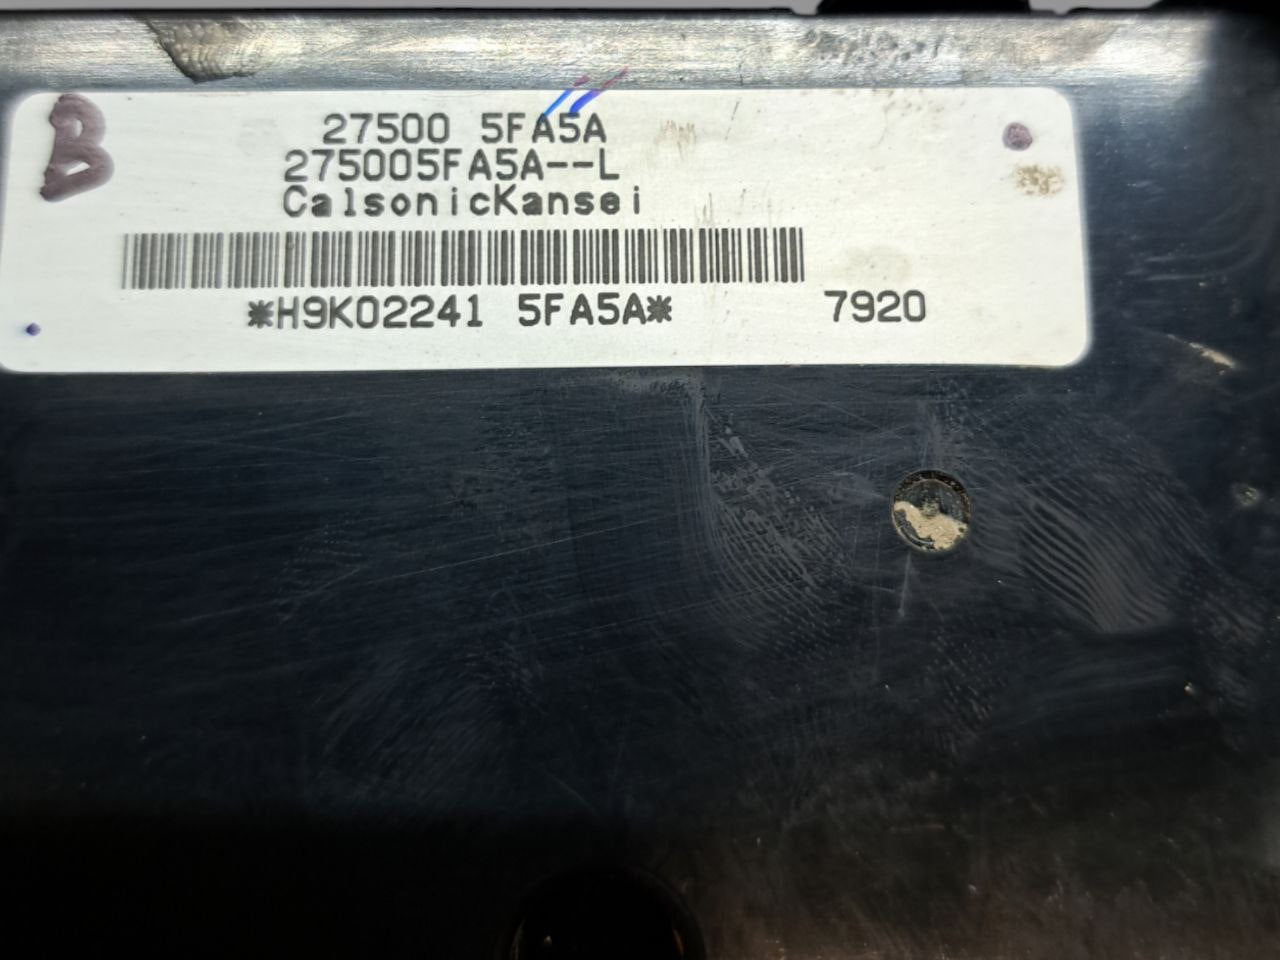 B
27500 5FA5A
275005FA5A--L
CalsonicKansei
*H9K02241 5FA5A* 7920